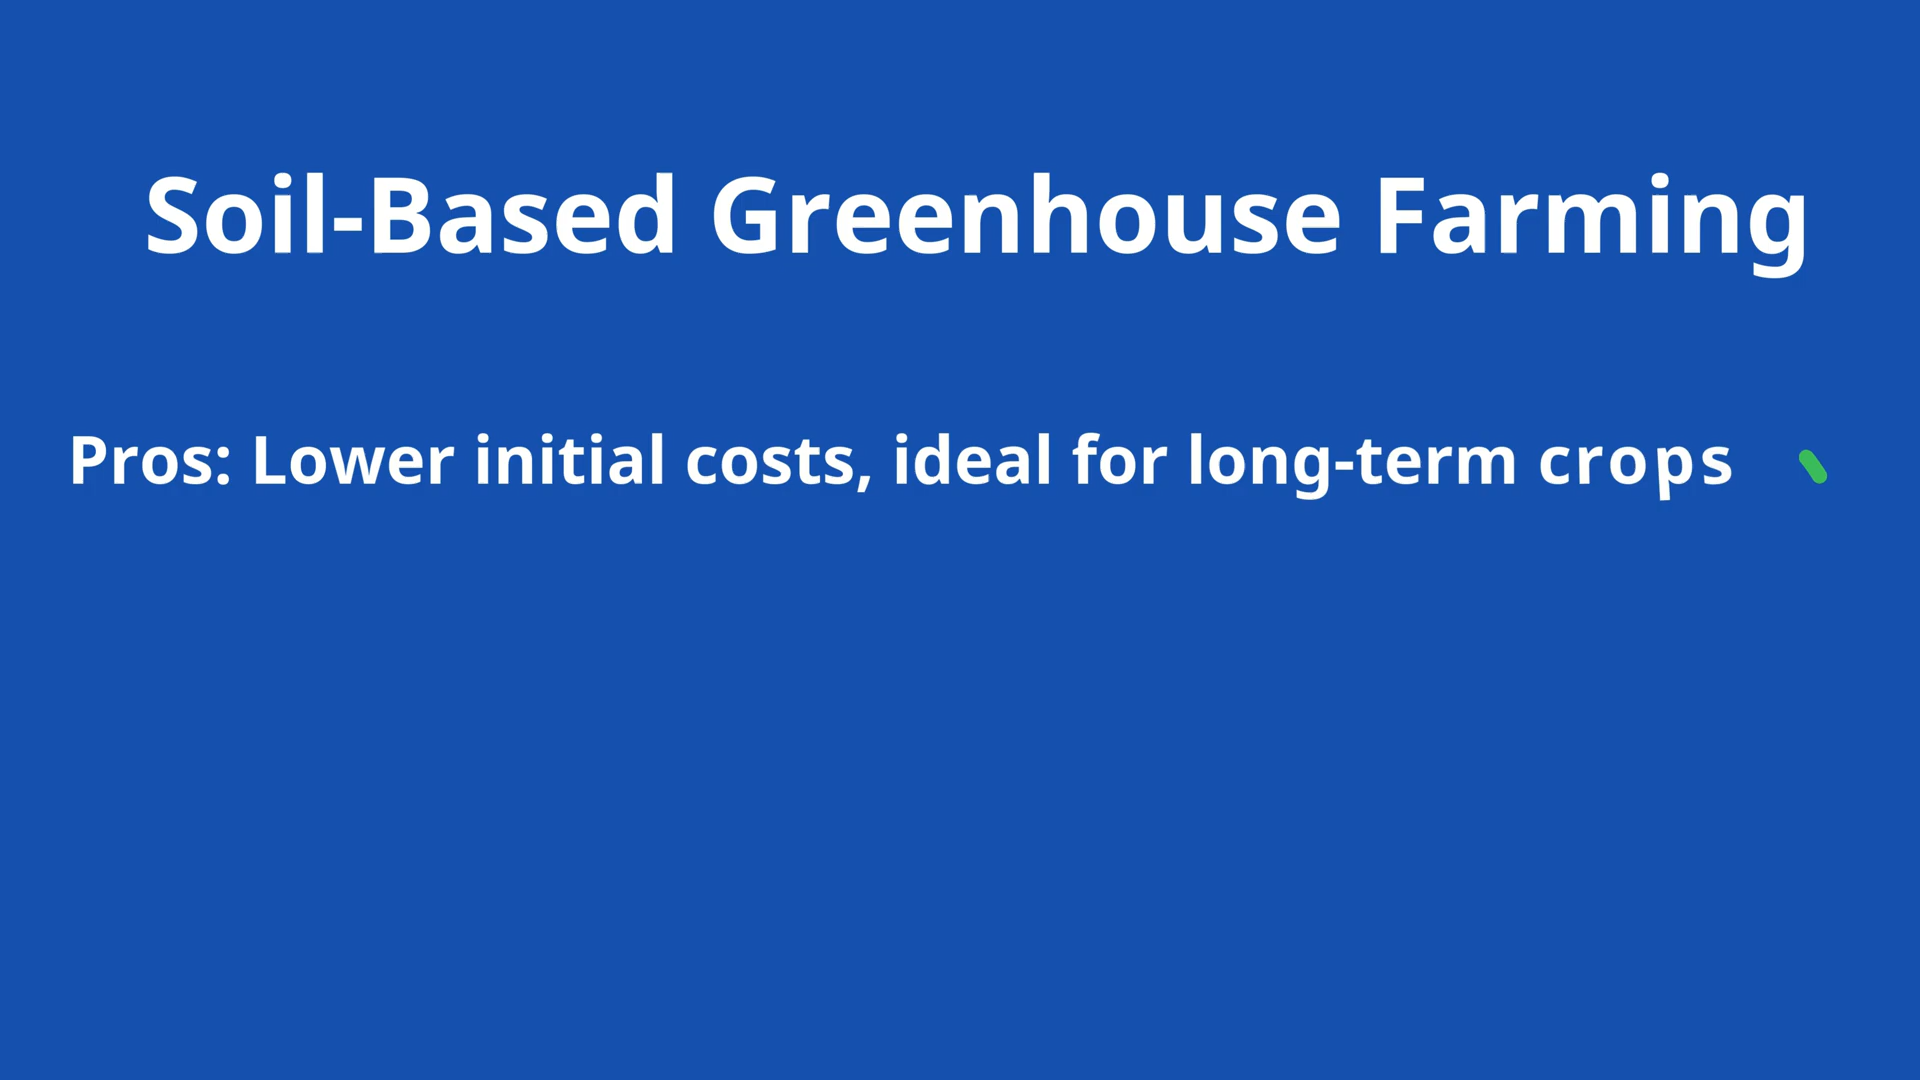 Soil-Based Greenhouse Farming
Pros: Lower initial costs, ideal for long-term crops